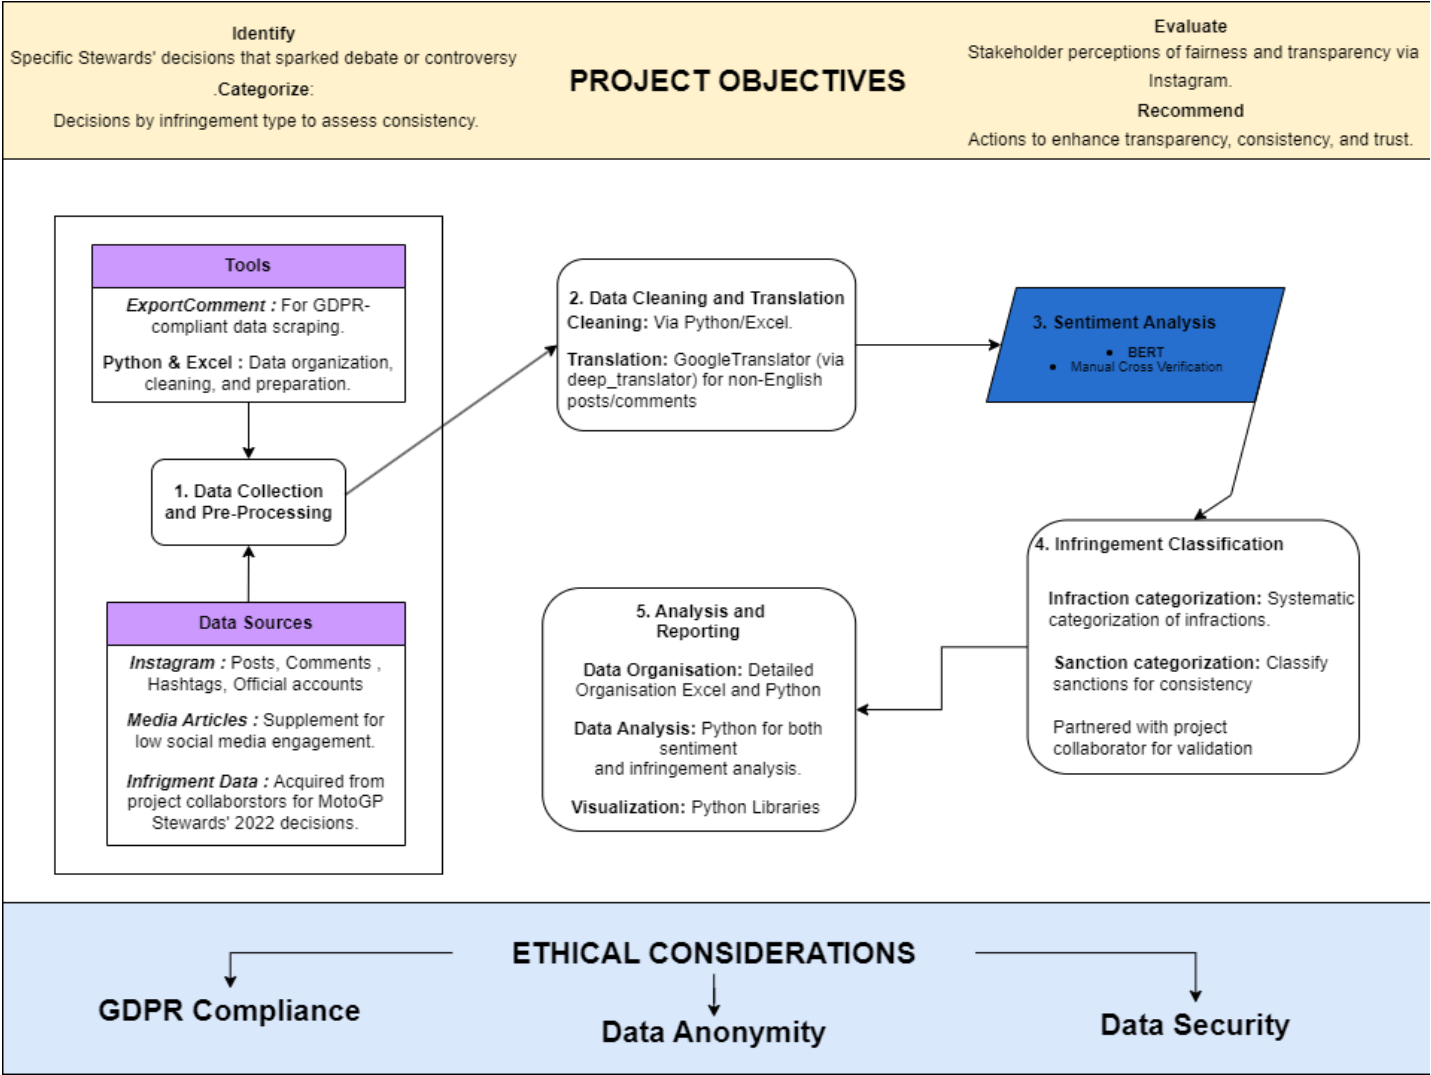 Identify
Specific Stewards' decisions that sparked debate or controversy
.Categorize:
Decisions by infringement type to assess consistency.
PROJECT OBJECTIVES
Evaluate
Stakeholder perceptions of fairness and transparency via
Instagram.
Recommend
Actions to enhance transparency, consistency, and trust.
Tools
ExportComment : For GDPR-
compliant data scraping.
Python & Excel : Data organization,
cleaning, and preparation.
1. Data Collection
and Pre-Processing
Data Sources
Instagram : Posts, Comments ,
Hashtags, Official accounts
Media Articles : Supplement for
low social media engagement.
Infrigment Data : Acquired from
project collaborstors for MotoGP
Stewards' 2022 decisions.
2. Data Cleaning and Translation
Cleaning: Via Python/Excel.
Translation: GoogleTranslator (via
deep_translator) for non-English
posts/comments
3. Sentiment Analysis
• BERT
• Manual Cross Verification
4. Infringement Classification
Infraction categorization: Systematic
categorization of infractions.
Sanction categorization: Classify
sanctions for consistency
Partnered with project
collaborator for validation
5. Analysis and
Reporting
Data Organisation: Detailed
Organisation Excel and Python
Data Analysis: Python for both
sentiment
and infringement analysis.
Visualization: Python Libraries
ETHICAL CONSIDERATIONS
GDPR Compliance
Data Anonymity
Data Security